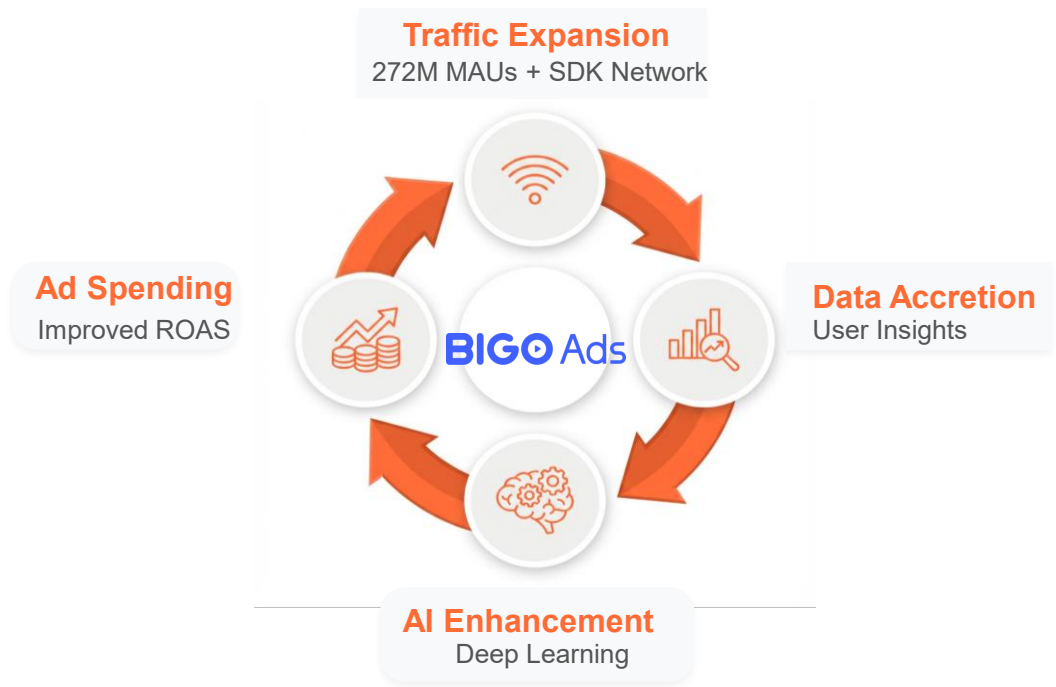 Traffic Expansion
272M MAUs + SDK Network
Ad Spending
Improved ROAS
Data Accretion
User Insights
BIGO Ads
AI Enhancement
Deep Learning